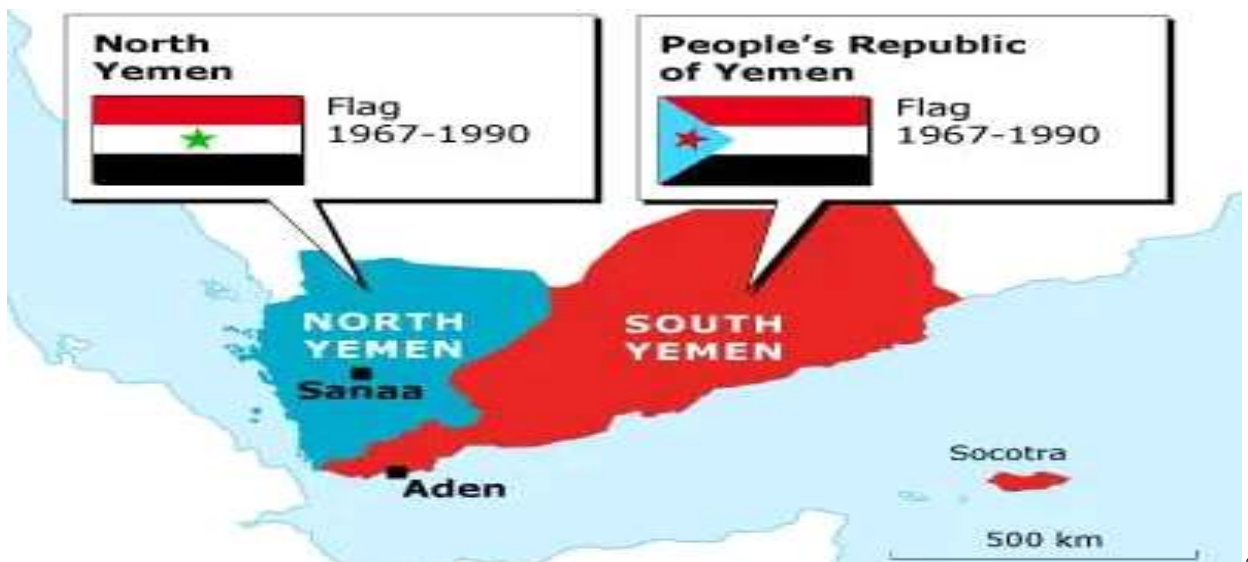 North
Yemen
Flag
1967-1990
People's Republic
of Yemen
Flag
1967-1990
NORTH
YEMEN
Sanaa
SOUTH
YEMEN
Aden
Socotra
500 km